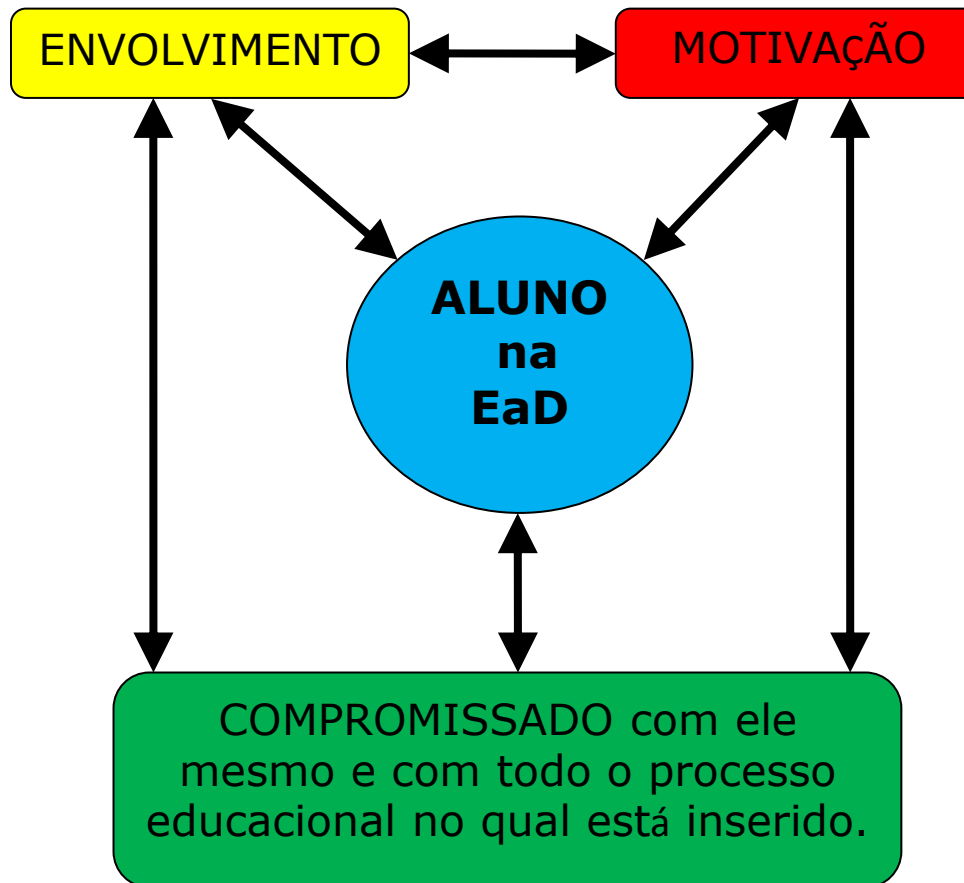 ENVOLVIMENTO
MOTIVAçÃO
ALUNO
na
EaD
COMPROMISSADO com ele
mesmo e com todo o processo
educacional no qual está inserido.